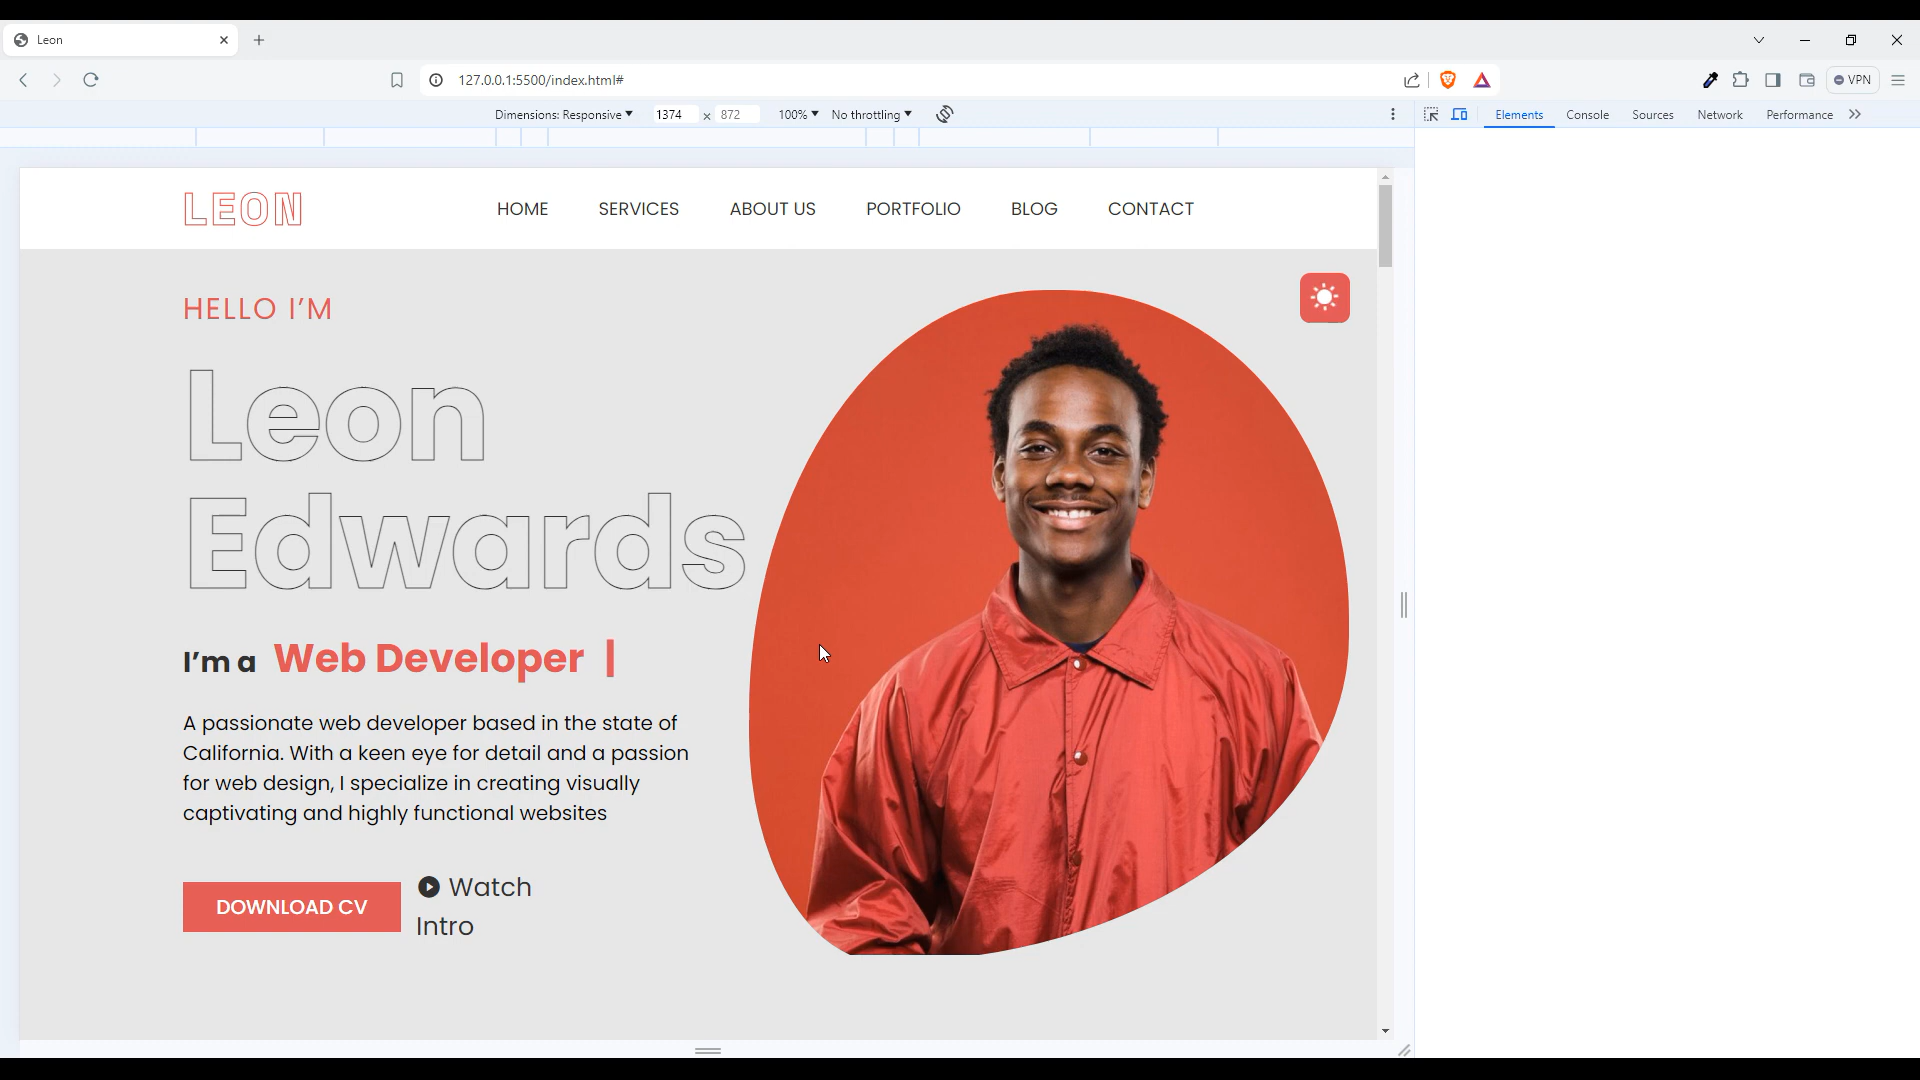 Leon
127.0.0.1:5500/index.html#
VPN
Dimensions: Responsive 1374 x 872 100% No throttling
Elements Console Sources Network Performance
LEON HOME SERVICES ABOUT US PORTFOLIO BLOG CONTACT
HELLO I’M
Leon
Edwards
I’m a Web Developer |
A passionate web developer based in the state of
California. With a keen eye for detail and a passion
for web design, I specialize in creating visually
captivating and highly functional websites
DOWNLOAD CV
Watch
Intro